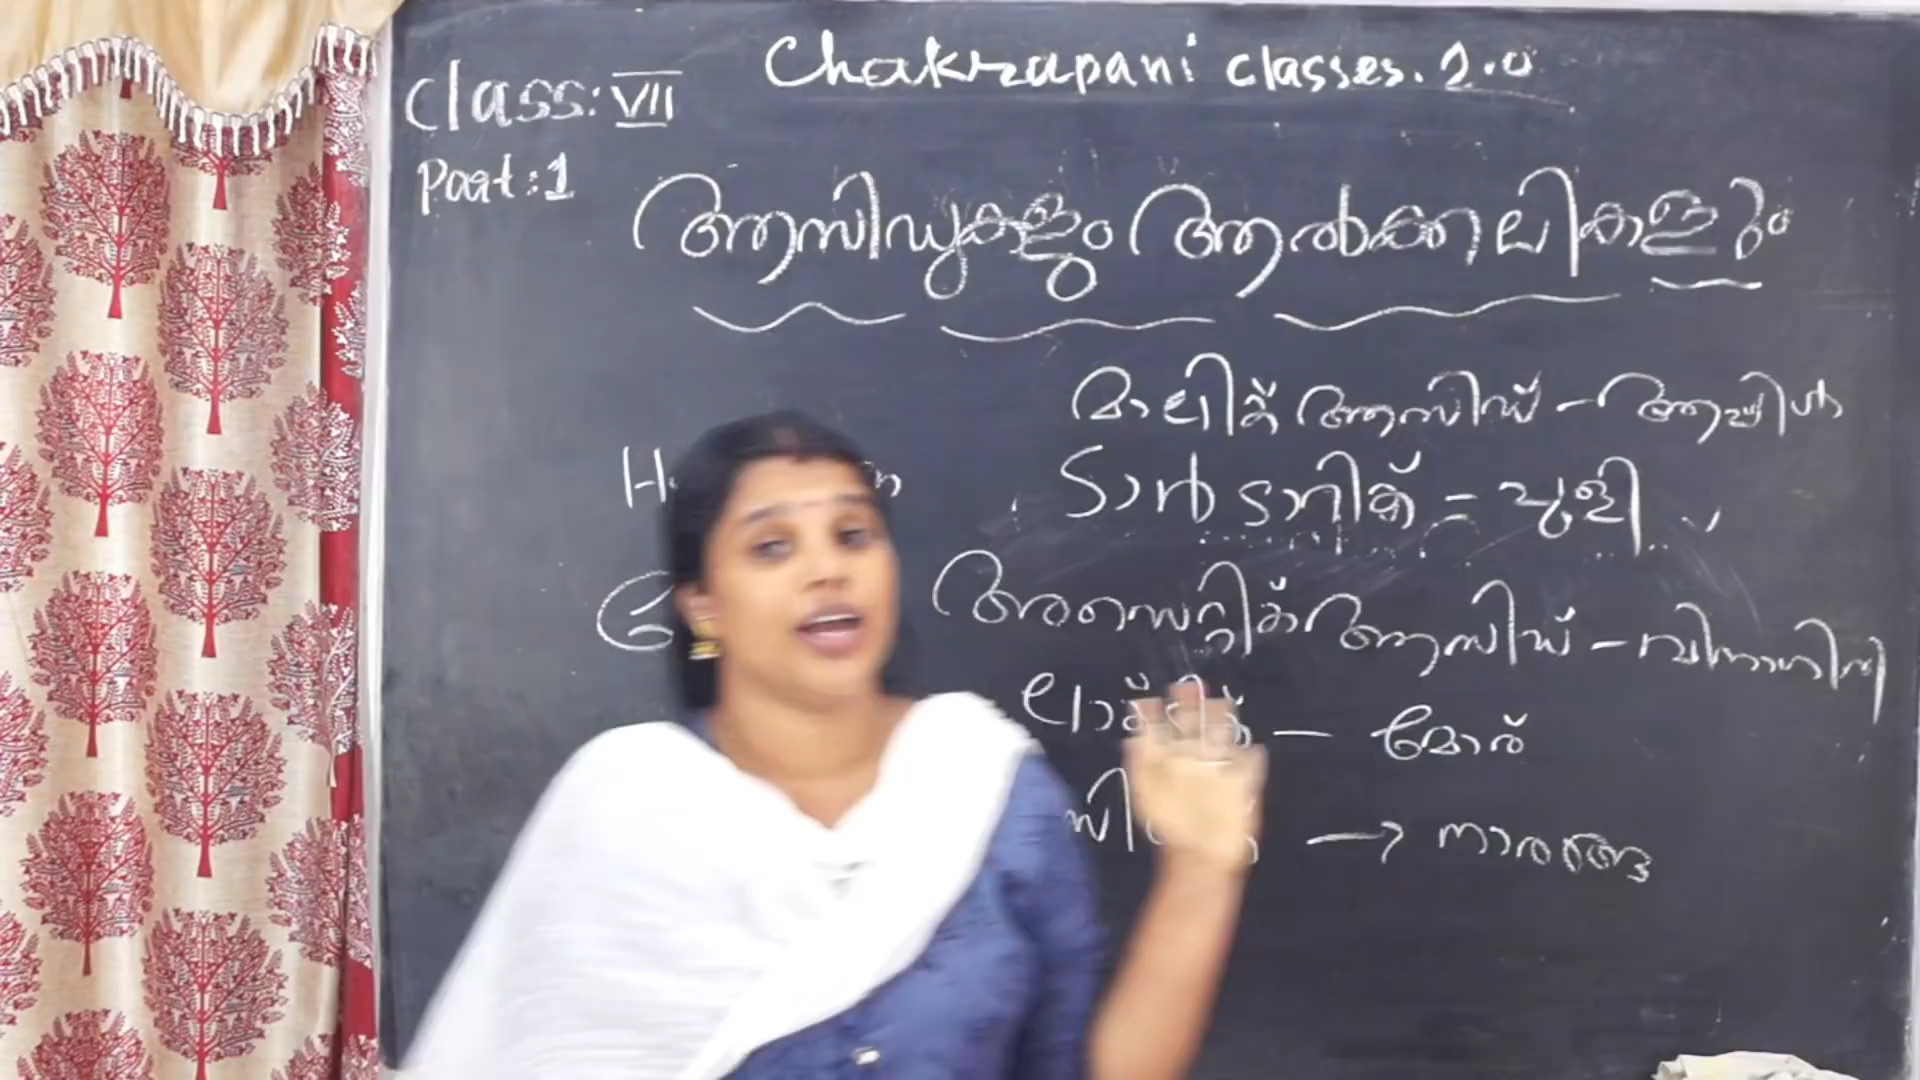 Chakrapani classes. 2.0
Class: VII
Part: 1
ആസിഡുകളും ആൽക്കലികളും
മാലിക് ആസിഡ് - ആപ്പിൾ
ടാർടാറിക് = പുളി
അസെറ്റിക് ആസിഡ് - വിനാഗിരി
ലാക്ടിക് - മോര്
→ നാരങ്ങ